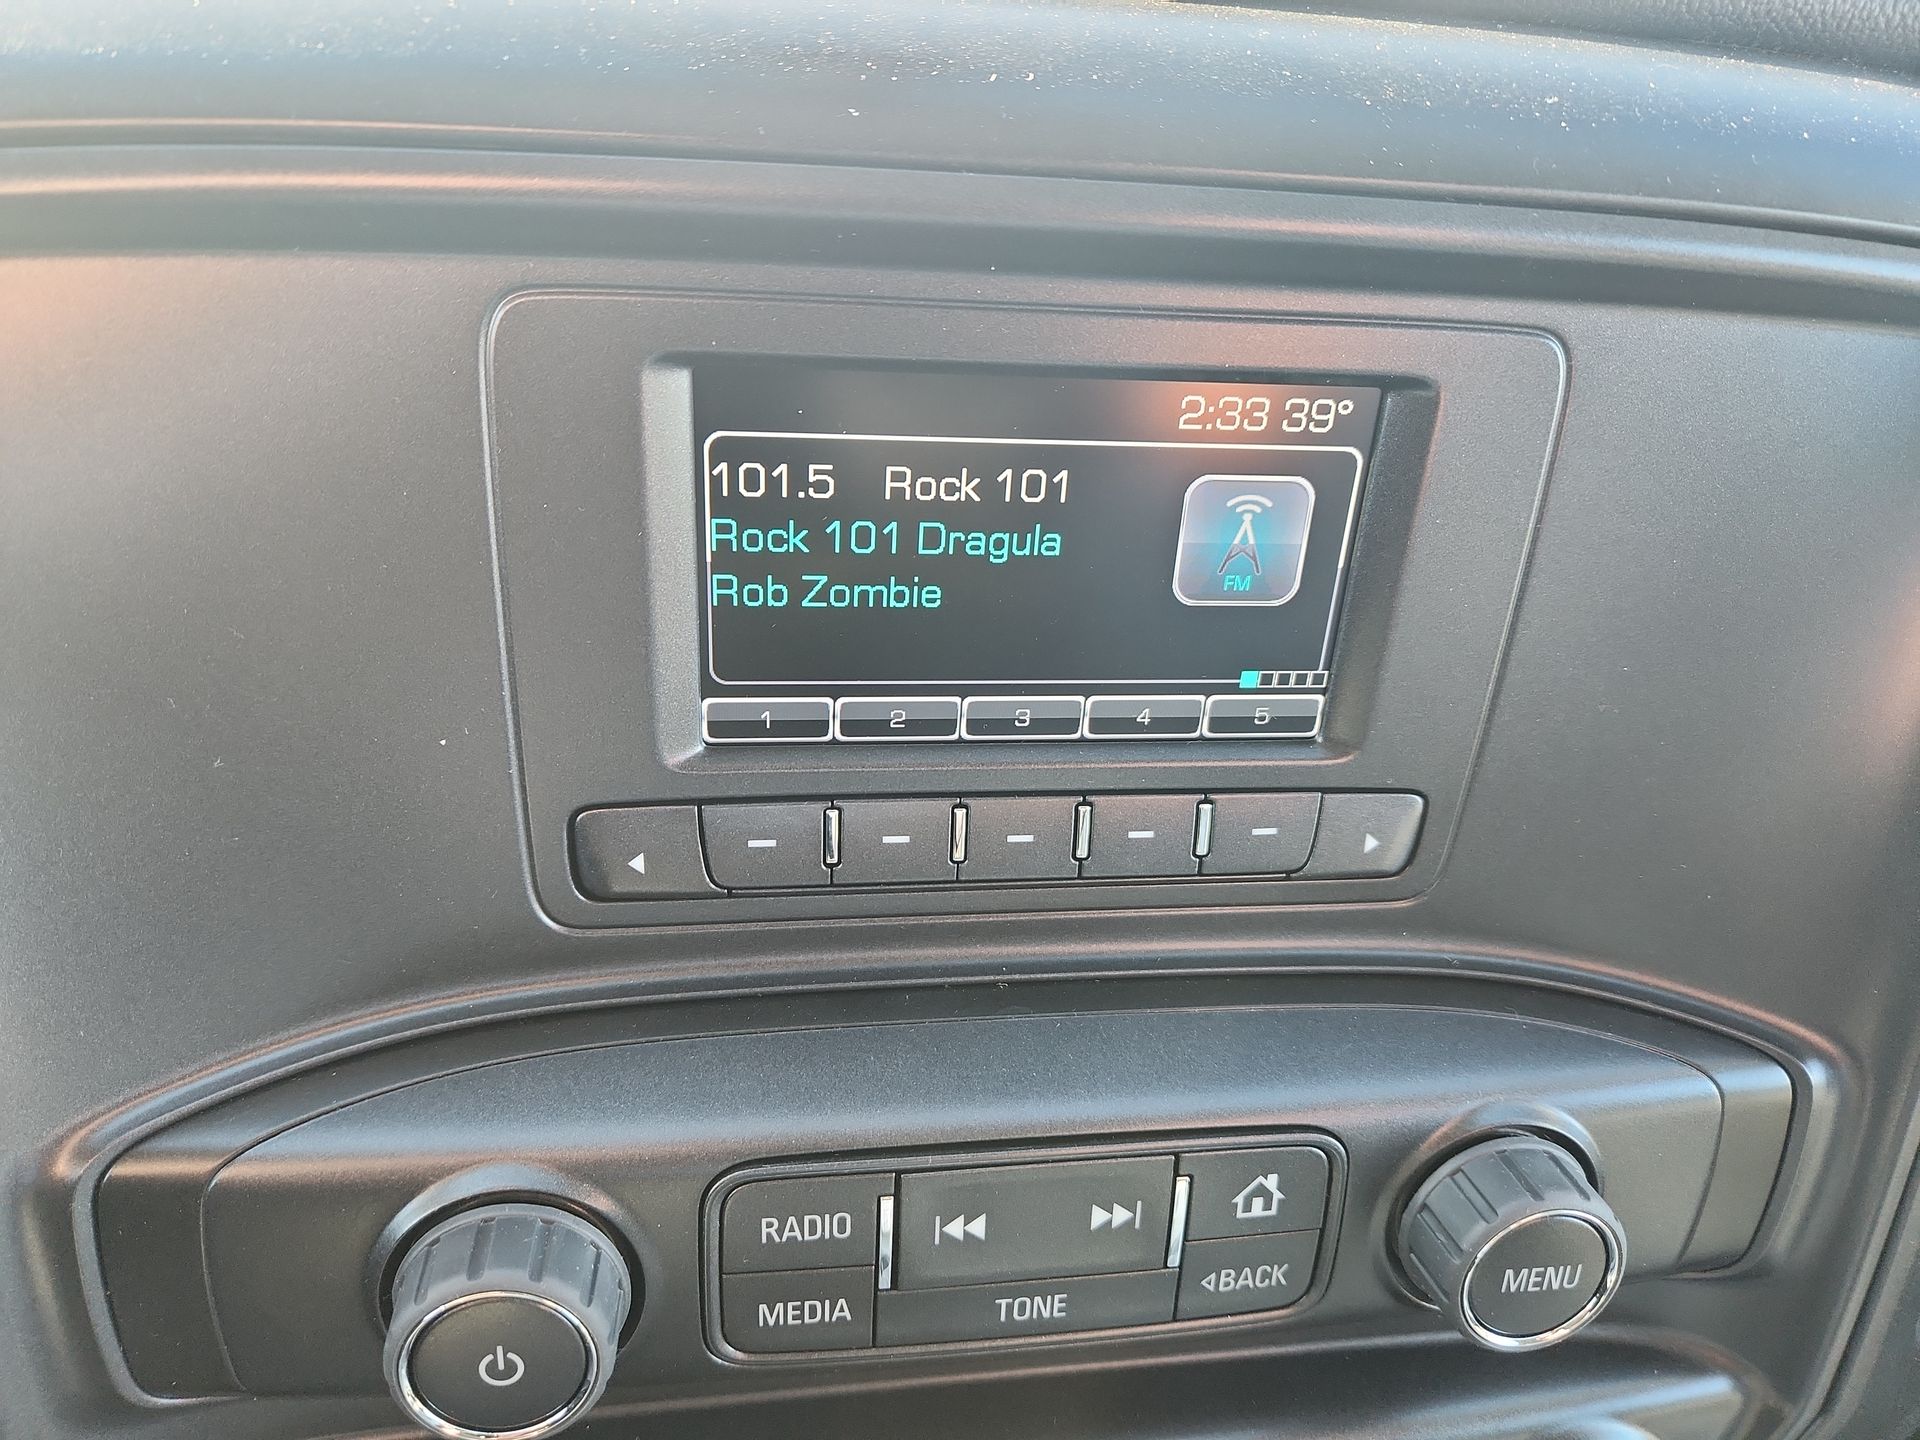 2:33 39°
101.5 Rock 101
Rock 101 Dragula
Rob Zombie
FM
1 2 3 4 5
RADIO
MEDIA
TONE
BACK
MENU